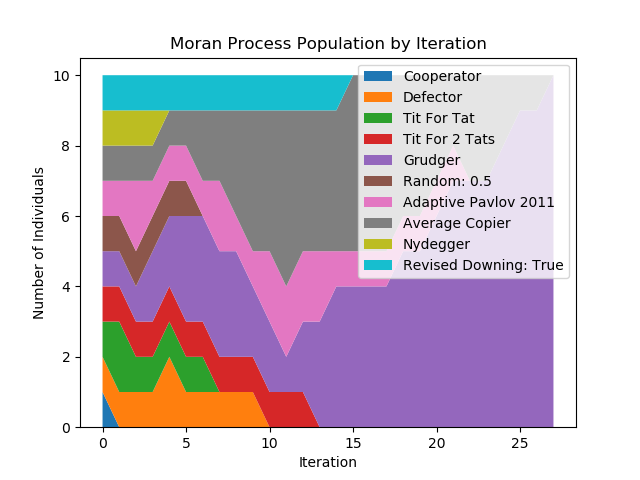 Moran Process Population by Iteration
10
8
6
4
2
0
Number of Individuals
0
5
10
15
20
25
Iteration
Cooperator
Defector
Tit For Tat
Tit For 2 Tats
Grudger
Random: 0.5
Adaptive Pavlov 2011
Average Copier
Nydegger
Revised Downing: True